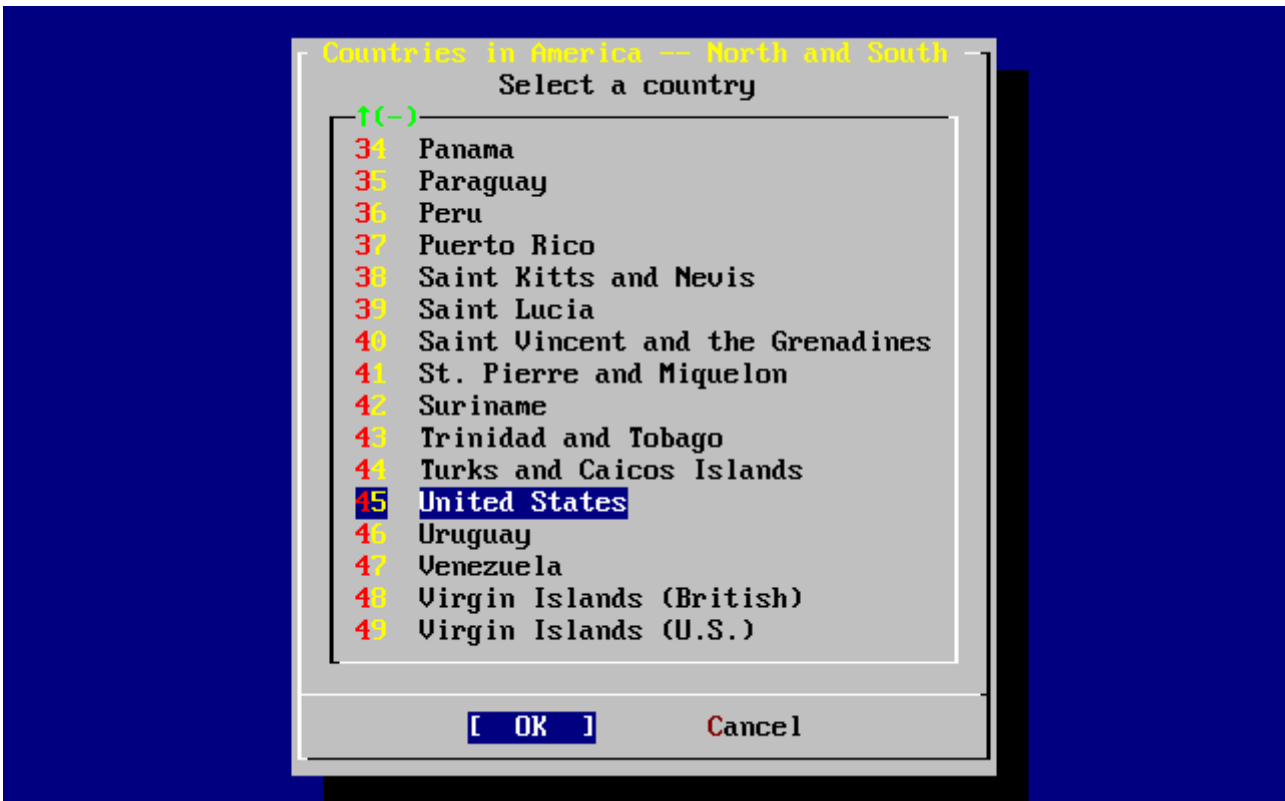 Countries in America -- North and South
Select a country
↑(-)
34 Panama
35 Paraguay
36 Peru
37 Puerto Rico
38 Saint Kitts and Nevis
39 Saint Lucia
40 Saint Vincent and the Grenadines
41 St. Pierre and Miquelon
42 Suriname
43 Trinidad and Tobago
44 Turks and Caicos Islands
45 United States
46 Uruguay
47 Venezuela
48 Virgin Islands (British)
49 Virgin Islands (U.S.)
[ OK ] Cancel